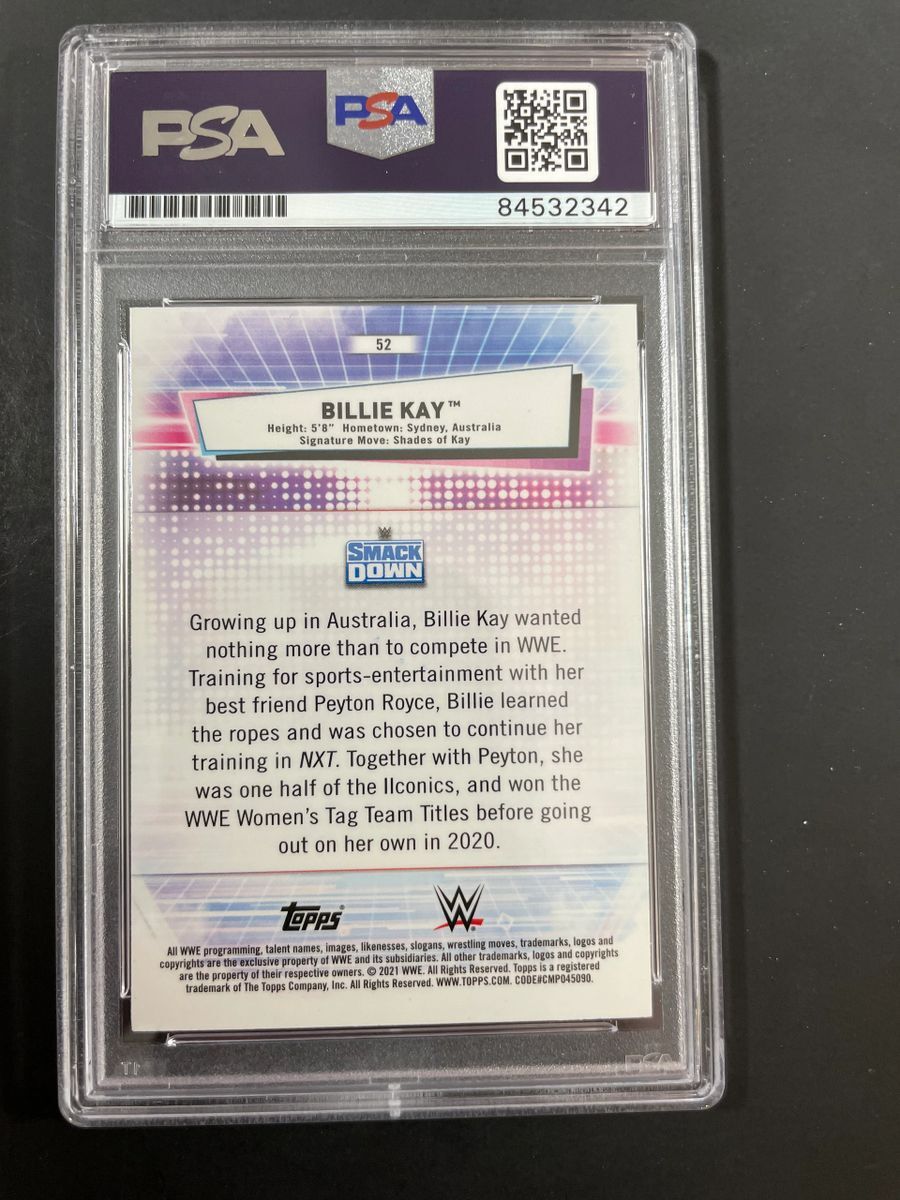 PSA
PSA
84532342
52
BILLIE KAY™
Height: 5'8" Hometown: Sydney, Australia
Signature Move: Shades of Kay
W
SMACK
DOWN
Growing up in Australia, Billie Kay wanted
nothing more than to compete in WWE.
Training for sports-entertainment with her
best friend Peyton Royce, Billie learned
the ropes and was chosen to continue her
training in NXT. Together with Peyton, she
was one half of the IIconics, and won the
WWE Women's Tag Team Titles before going
out on her own in 2020.
Topps®
W
All WWE programming, talent names, images, likenesses, slogans, wrestling moves, trademarks, logos and
copyrights are the exclusive property of WWE and its subsidiaries. All other trademarks, logos and copyrights
are the property of their respective owners. © 2021 WWE. All Rights Reserved. Topps is a registered
trademark of The Topps Company, Inc. All Rights Reserved. WWW.TOPPS.COM. CODE#CMP045090.
PSA